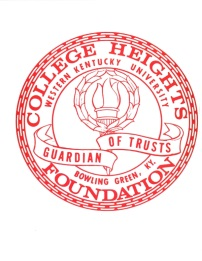 COLLEGE HEIGHTS
WESTERN KENTUCKY UNIVERSITY
GUARDIAN OF TRUSTS
BOWLING GREEN, KY.
FOUNDATION